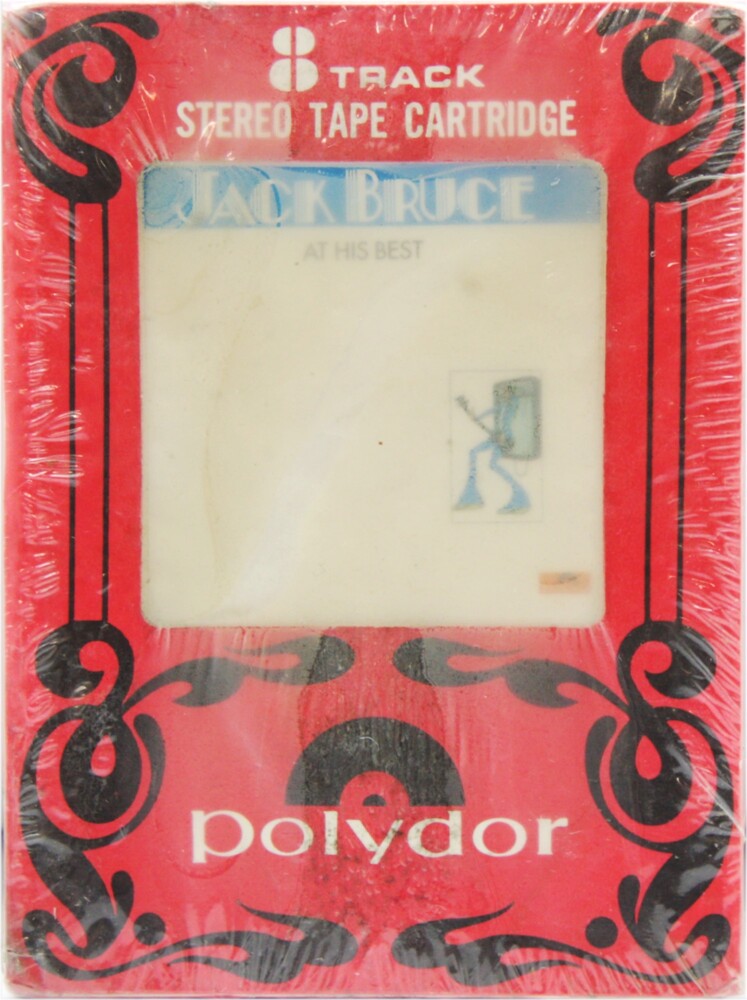 8 TRACK
STEREO TAPE CARTRIDGE
JACK BRUCE
AT HIS BEST
polydor